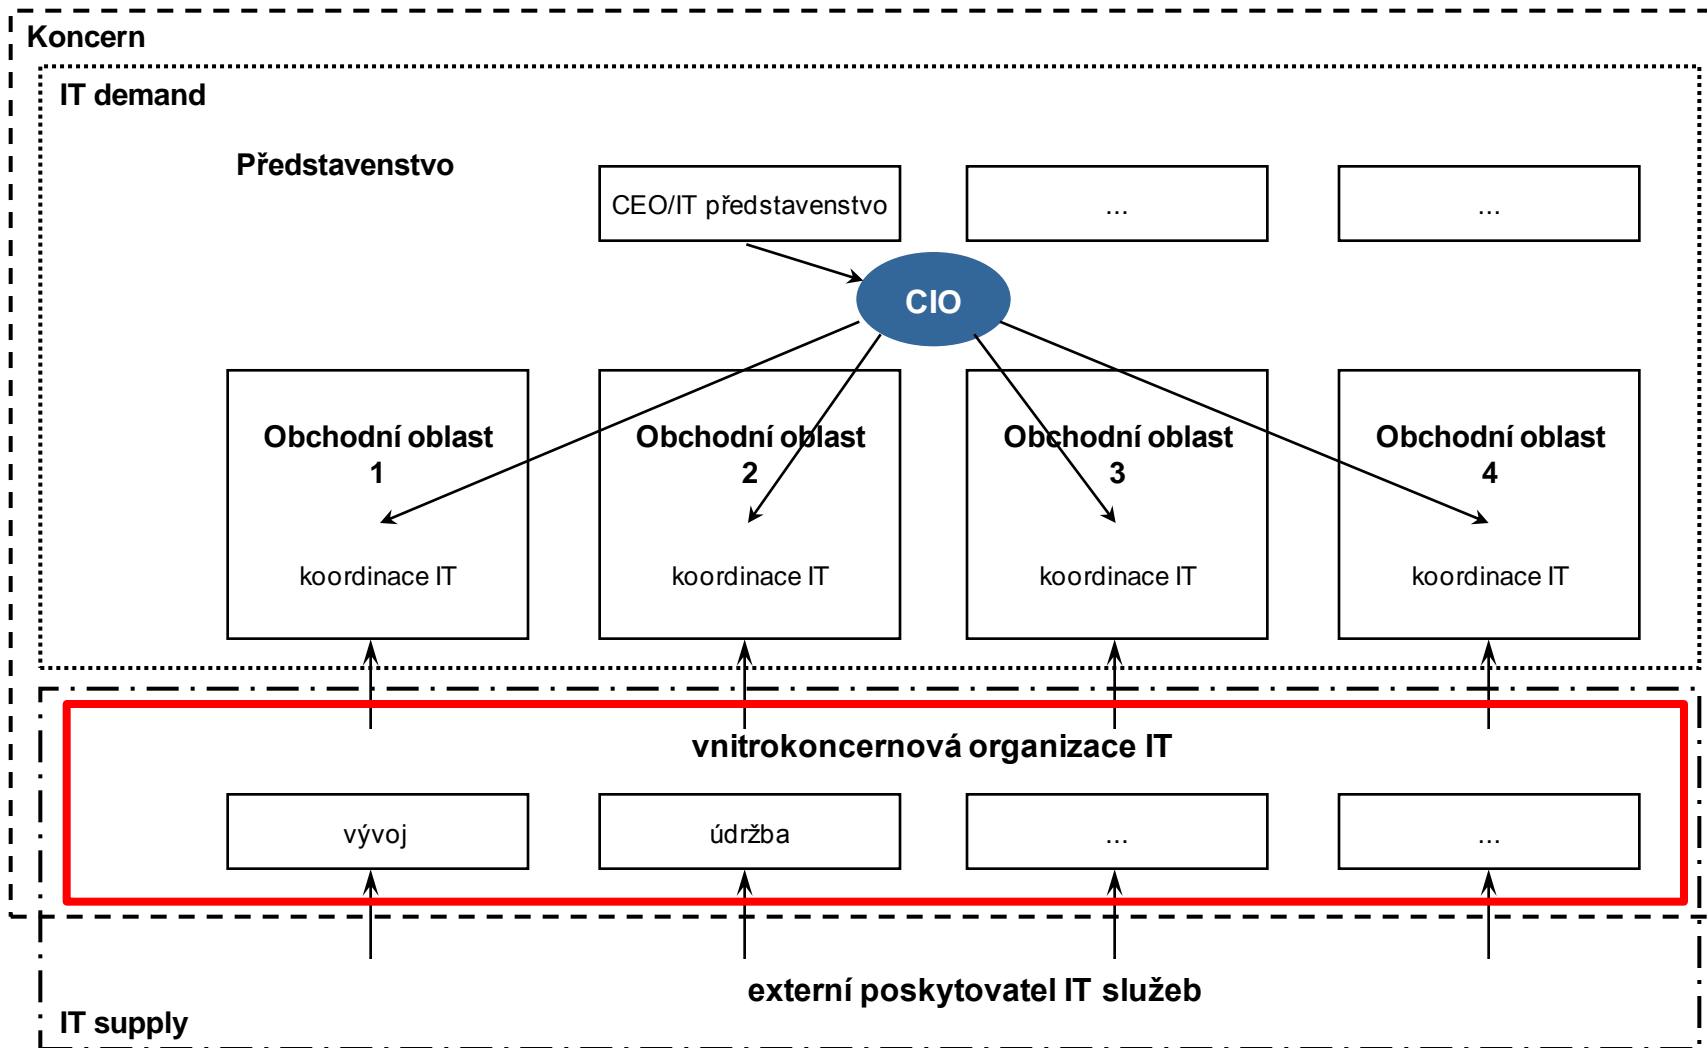 Koncern
IT demand
Představenstvo
CEO/IT představenstvo
...
...
CIO
Obchodní oblast
1
koordinace IT
Obchodní oblast
2
koordinace IT
Obchodní oblast
3
koordinace IT
Obchodní oblast
4
koordinace IT
vnitrokoncernová organizace IT
vývoj
údržba
...
...
externí poskytovatel IT služeb
IT supply